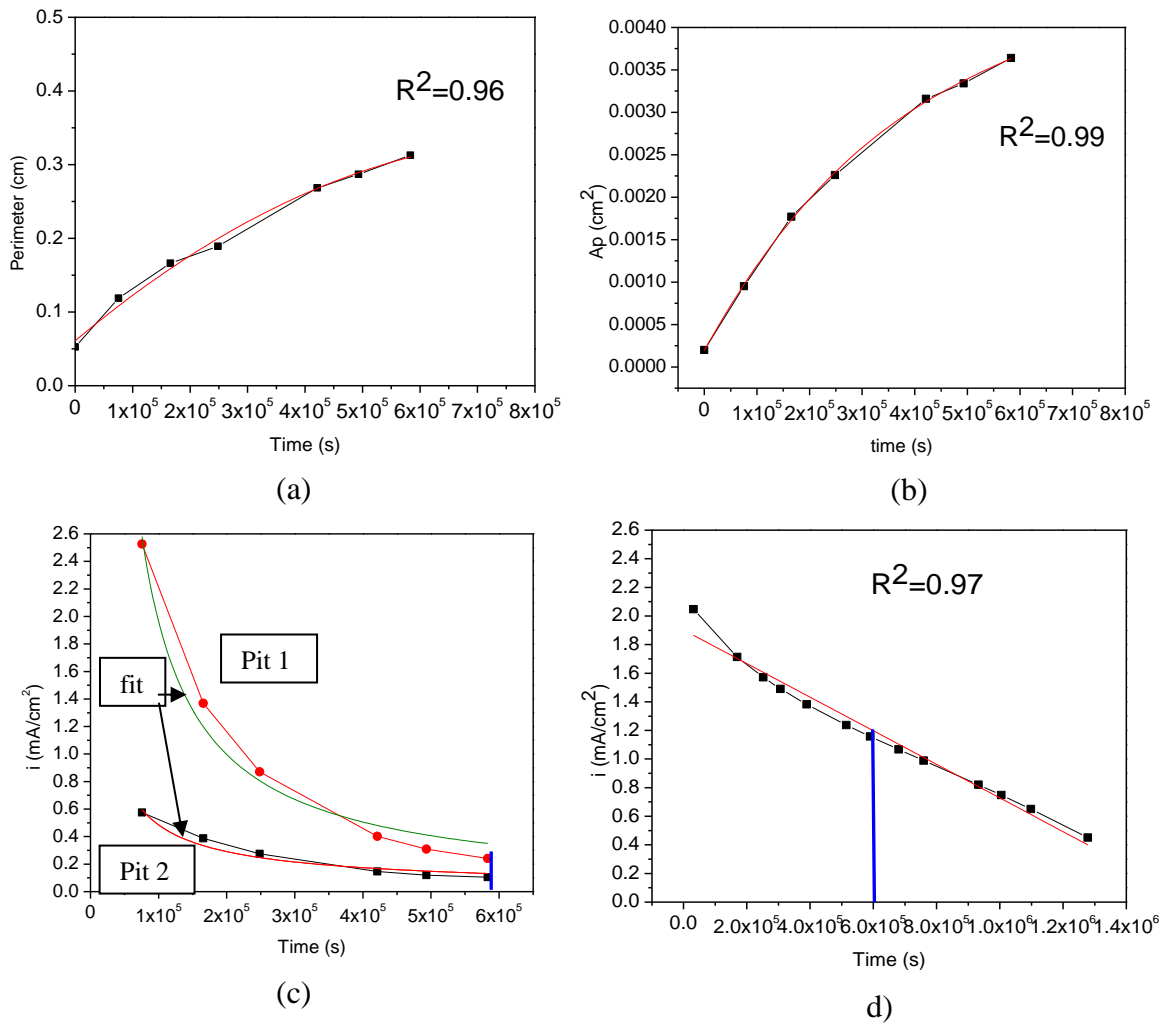 0.5
0.4
0.3
0.2
0.1
0.0
Perimeter (cm)
R²=0.96
0 1x10⁵ 2x10⁵ 3x10⁵ 4x10⁵ 5x10⁵ 6x10⁵ 7x10⁵ 8x10⁵
Time (s)
(a)
0.0040
0.0035
0.0030
0.0025
0.0020
0.0015
0.0010
0.0005
0.0000
Ap (cm²)
R²=0.99
0 1x10⁵ 2x10⁵ 3x10⁵ 4x10⁵ 5x10⁵ 6x10⁵ 7x10⁵ 8x10⁵
time (s)
(b)
2.6
2.4
2.2
2.0
1.8
1.6
1.4
1.2
1.0
0.8
0.6
0.4
0.2
0.0
i (mA/cm²)
Pit 1
fit
Pit 2
0 1x10⁵ 2x10⁵ 3x10⁵ 4x10⁵ 5x10⁵ 6x10⁵
Time (s)
(c)
2.6
2.4
2.2
2.0
1.8
1.6
1.4
1.2
1.0
0.8
0.6
0.4
0.2
0.0
i (mA/cm²)
R²=0.97
0.0 2.0x10⁵ 4.0x10⁵ 6.0x10⁵ 8.0x10⁵ 1.0x10⁶ 1.2x10⁶ 1.4x10⁶
Time (s)
d)